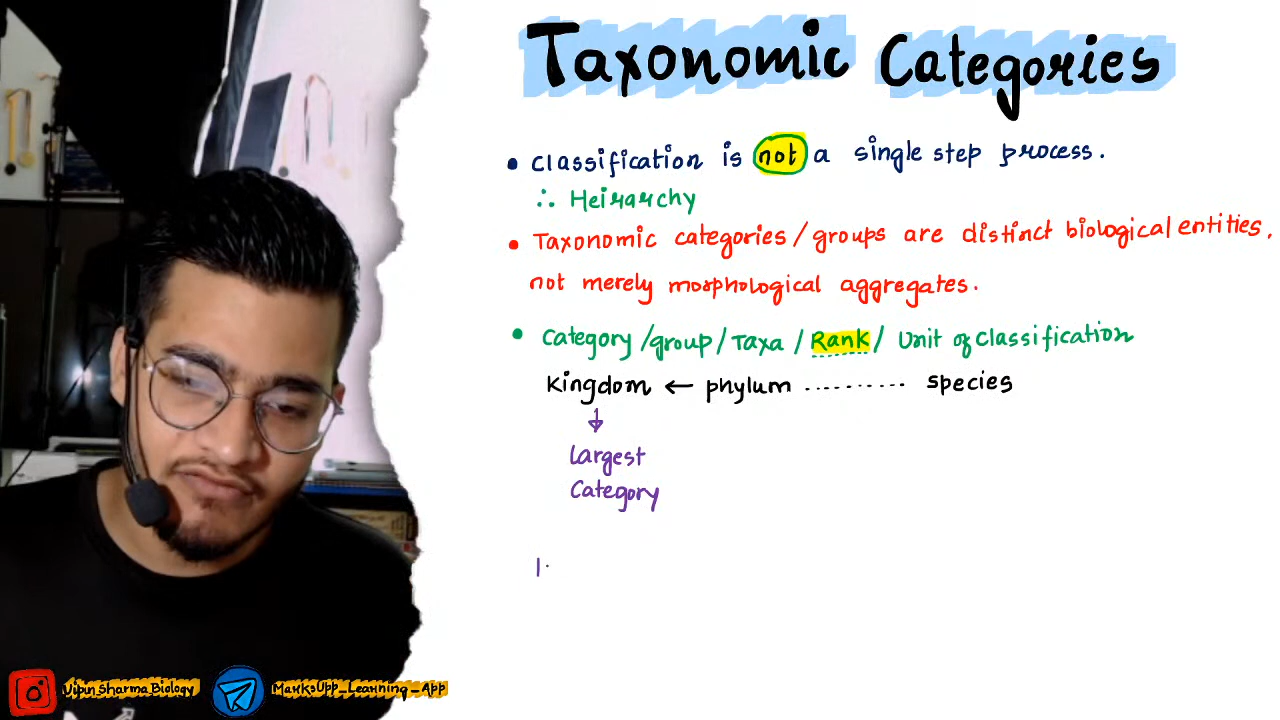 Taxonomic Categories
• Classification is not a single step process.
∴ Heirarchy
• Taxonomic categories/groups are distinct biological entities,
not merely morphological aggregates.
• Category/group/Taxa/Rank/ Unit of Classification
Kingdom ← phylum .......... species
↓
Largest
Category
Vipin Sharma Biology
MarksUpp_Learning_App